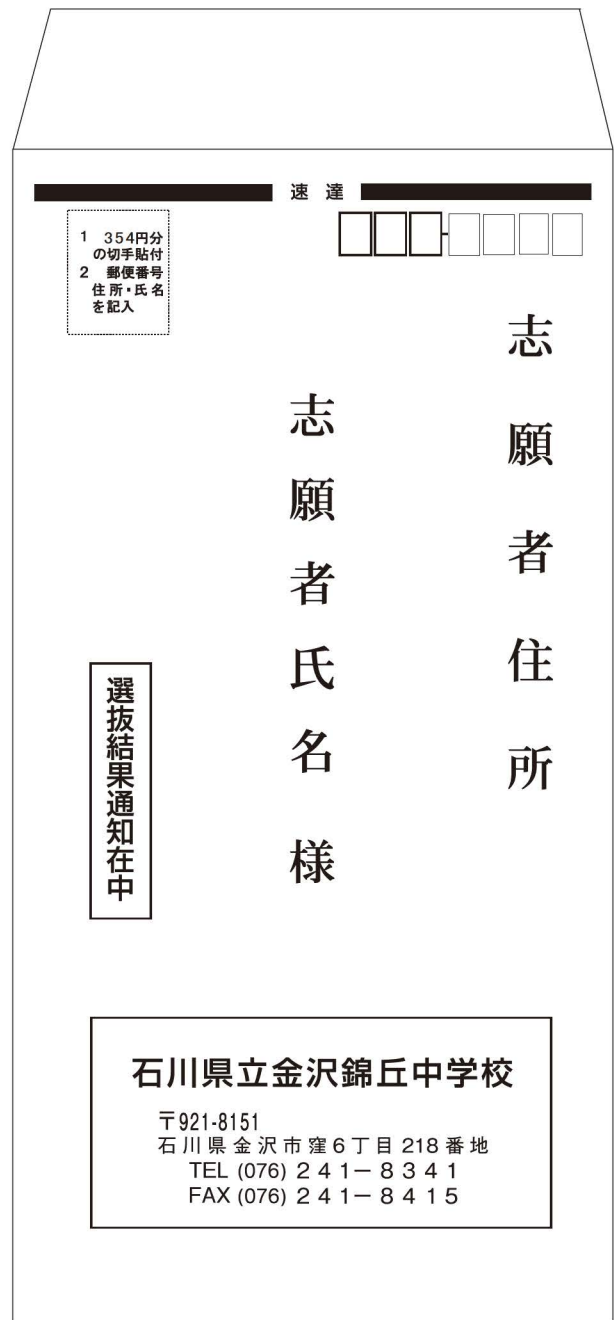 速 達
1 354円分
の切手貼付
2 郵便番号
住所・氏名
を記入
志願者住所
志願者氏名 様
選抜結果通知在中
石川県立金沢錦丘中学校
〒921-8151
石川県金沢市窪6丁目218番地
TEL (076) 241-8341
FAX (076) 241-8415